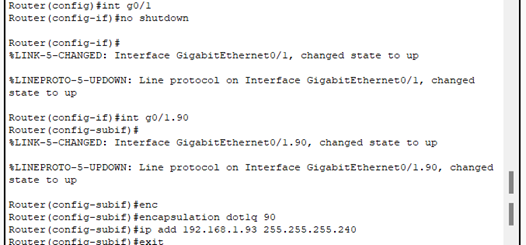 Router(config)#int g0/1
Router(config-if)#no shutdown
Router(config-if)#
%LINK-5-CHANGED: Interface GigabitEthernet0/1, changed state to up
%LINEPROTO-5-UPDOWN: Line protocol on Interface GigabitEthernet0/1, changed
state to up
Router(config-if)#int g0/1.90
Router(config-subif)#
%LINK-5-CHANGED: Interface GigabitEthernet0/1.90, changed state to up
%LINEPROTO-5-UPDOWN: Line protocol on Interface GigabitEthernet0/1.90, changed
state to up
Router(config-subif)#enc
Router(config-subif)#encapsulation dot1q 90
Router(config-subif)#ip add 192.168.1.93 255.255.255.240
Router(config-subif)#exit